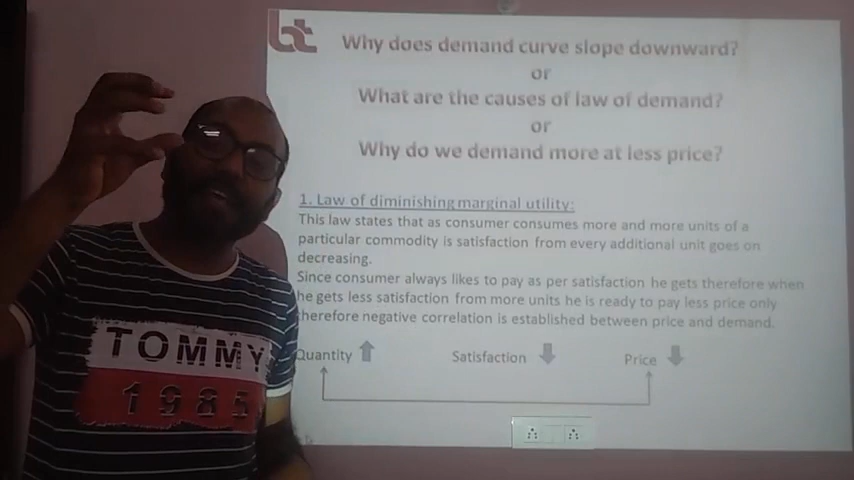 bt
Why does demand curve slope downward?
or
What are the causes of law of demand?
or
Why do we demand more at less price?
1. Law of diminishing marginal utility:
This law states that as consumer consumes more and more units of a
particular commodity is satisfaction from every additional unit goes on
decreasing.
Since consumer always likes to pay as per satisfaction he gets therefore when
he gets less satisfaction from more units he is ready to pay less price only
therefore negative correlation is established between price and demand.
Quantity Satisfaction Price
TOMMY
1985